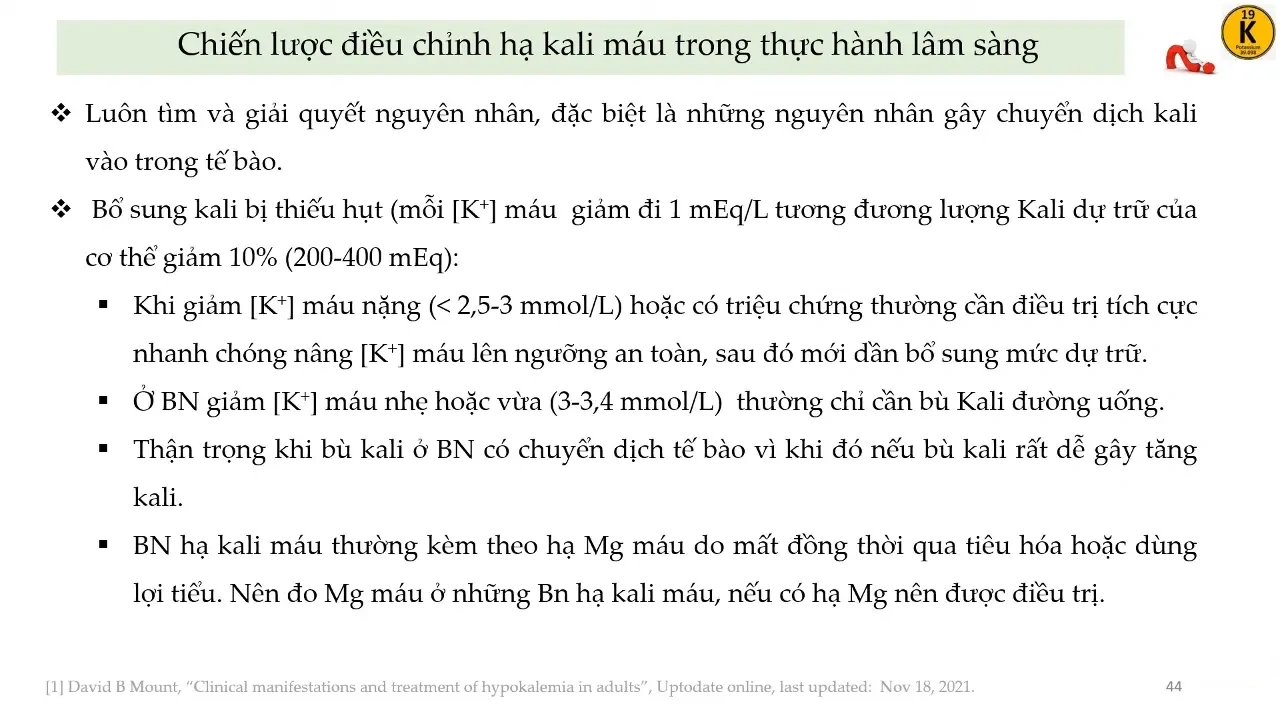 Chiến lược điều chỉnh hạ kali máu trong thực hành lâm sàng
19
K
Potassium
39.098
❖ Luôn tìm và giải quyết nguyên nhân, đặc biệt là những nguyên nhân gây chuyển dịch kali
vào trong tế bào.
❖ Bổ sung kali bị thiếu hụt (mỗi [K⁺] máu giảm đi 1 mEq/L tương đương lượng Kali dự trữ của
cơ thể giảm 10% (200-400 mEq):
▪ Khi giảm [K⁺] máu nặng (< 2,5-3 mmol/L) hoặc có triệu chứng thường cần điều trị tích cực
nhanh chóng nâng [K⁺] máu lên ngưỡng an toàn, sau đó mới dần bổ sung mức dự trữ.
▪ Ở BN giảm [K⁺] máu nhẹ hoặc vừa (3-3,4 mmol/L) thường chỉ cần bù Kali đường uống.
▪ Thận trọng khi bù kali ở BN có chuyển dịch tế bào vì khi đó nếu bù kali rất dễ gây tăng
kali.
▪ BN hạ kali máu thường kèm theo hạ Mg máu do mất đồng thời qua tiêu hóa hoặc dùng
lợi tiểu. Nên đo Mg máu ở những Bn hạ kali máu, nếu có hạ Mg nên được điều trị.
[1] David B Mount, “Clinical manifestations and treatment of hypokalemia in adults”, Uptodate online, last updated: Nov 18, 2021.
44